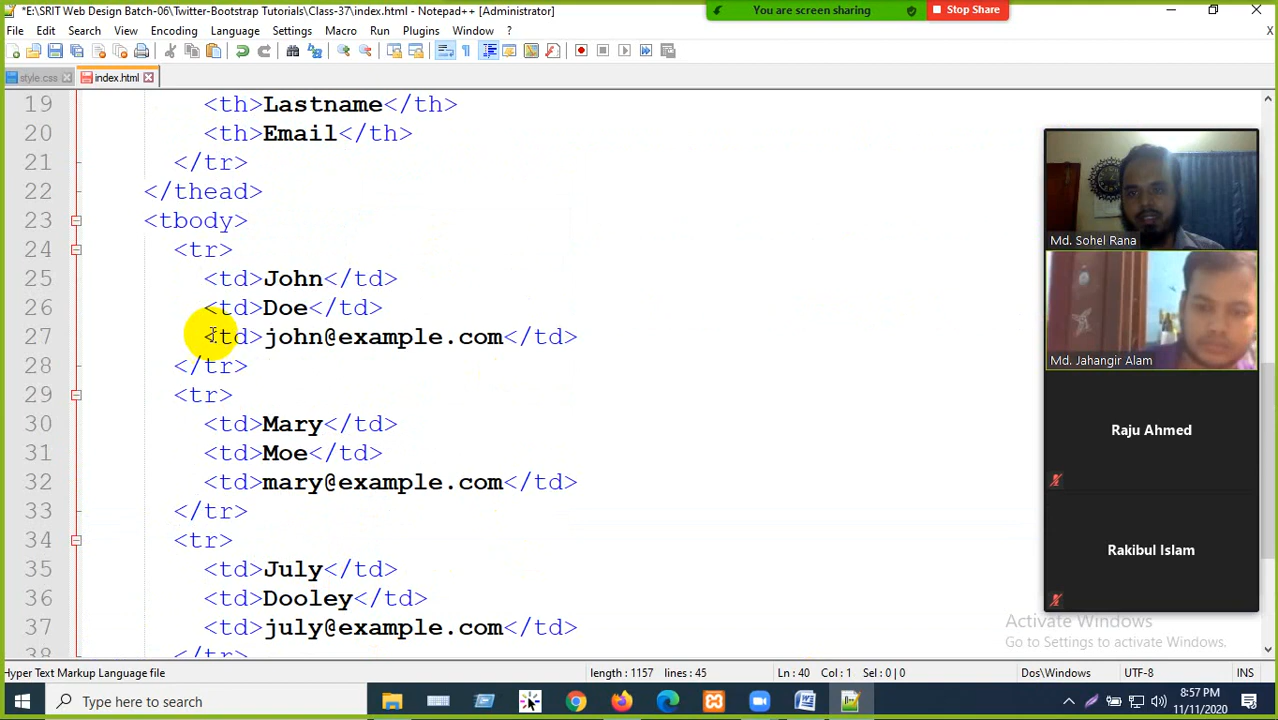 *E:\SRIT Web Design Batch-06\Twitter-Bootstrap Tutorials\Class-37\index.html - Notepad++ [Administrator]
You are screen sharing
Stop Share
File Edit Search View Encoding Language Settings Macro Run Plugins Window ?
X
style.css index.html
19 <th>Lastname</th>
20 <th>Email</th>
21 </tr>
22 </thead>
23 <tbody>
24 <tr>
25 <td>John</td>
26 <td>Doe</td>
27 <td>john@example.com</td>
28 </tr>
29 <tr>
30 <td>Mary</td>
31 <td>Moe</td>
32 <td>mary@example.com</td>
33 </tr>
34 <tr>
35 <td>July</td>
36 <td>Dooley</td>
37 <td>july@example.com</td>
38 </tr>
Md. Sohel Rana
Md. Jahangir Alam
Raju Ahmed
Rakibul Islam
Activate Windows
Go to Settings to activate Windows.
Hyper Text Markup Language file length : 1157 lines : 45 Ln : 40 Col : 1 Sel : 0 | 0 Dos\Windows UTF-8 INS
Type here to search
8:57 PM
11/11/2020